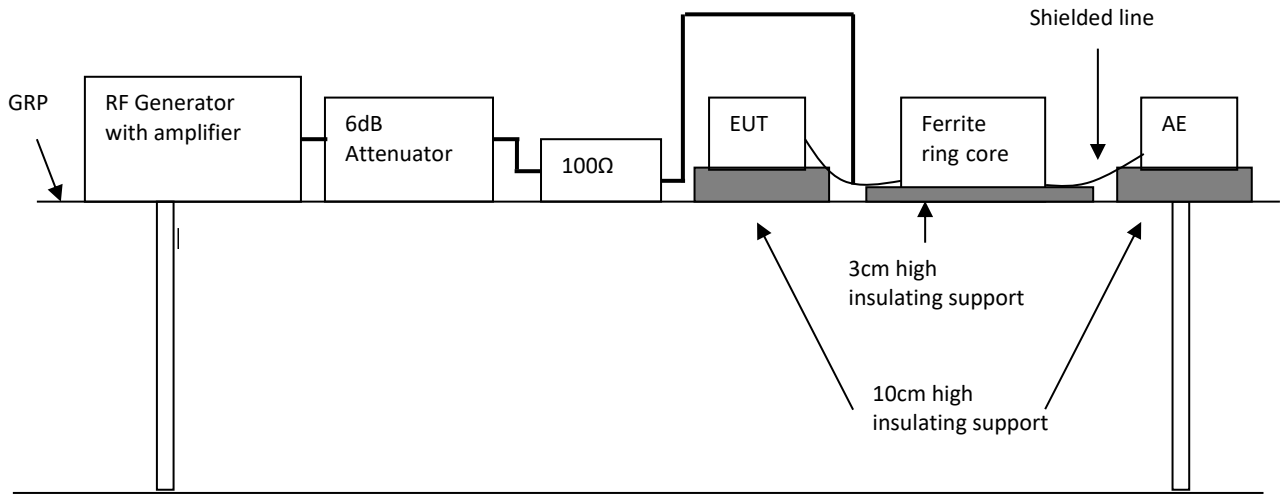 Shielded line
GRP
RF Generator
with amplifier
6dB
Attenuator
100Ω
EUT
Ferrite
ring core
AE
3cm high
insulating support
10cm high
insulating support